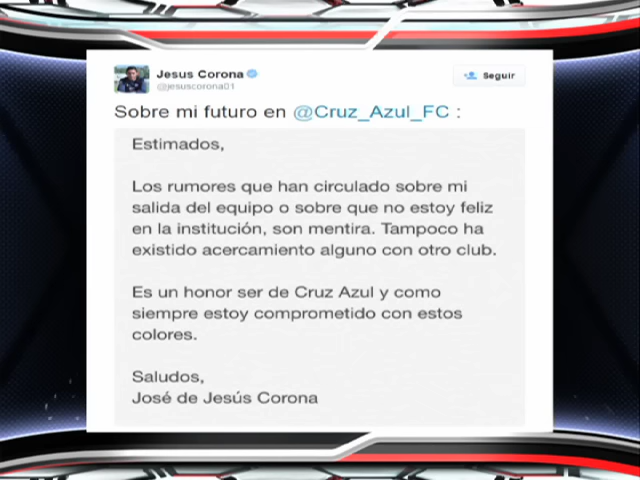 Jesus Corona
@jesuscorona01
Seguir
Sobre mi futuro en @Cruz_Azul_FC :
Estimados,
Los rumores que han circulado sobre mi
salida del equipo o sobre que no estoy feliz
en la institución, son mentira. Tampoco ha
existido acercamiento alguno con otro club.
Es un honor ser de Cruz Azul y como
siempre estoy comprometido con estos
colores.
Saludos,
José de Jesús Corona